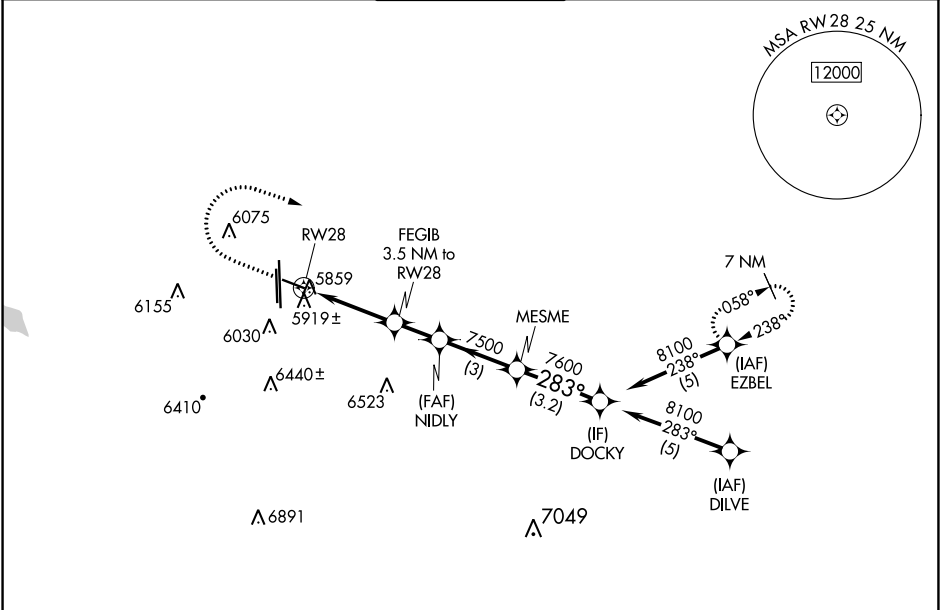 MSA RW 28 25 NM
12000
6075
RW28
FEGIB
3.5 NM to
RW28
5859
7 NM
058°
238°
6155
5919±
MESME
6030
7500
(3)
7600
283°
(3.2)
8100
238°
(5)
(IAF)
EZBEL
6440±
6523
(FAF)
NIDLY
6410
8100
283°
(5)
(IF)
DOCKY
(IAF)
DILVE
6891
7049